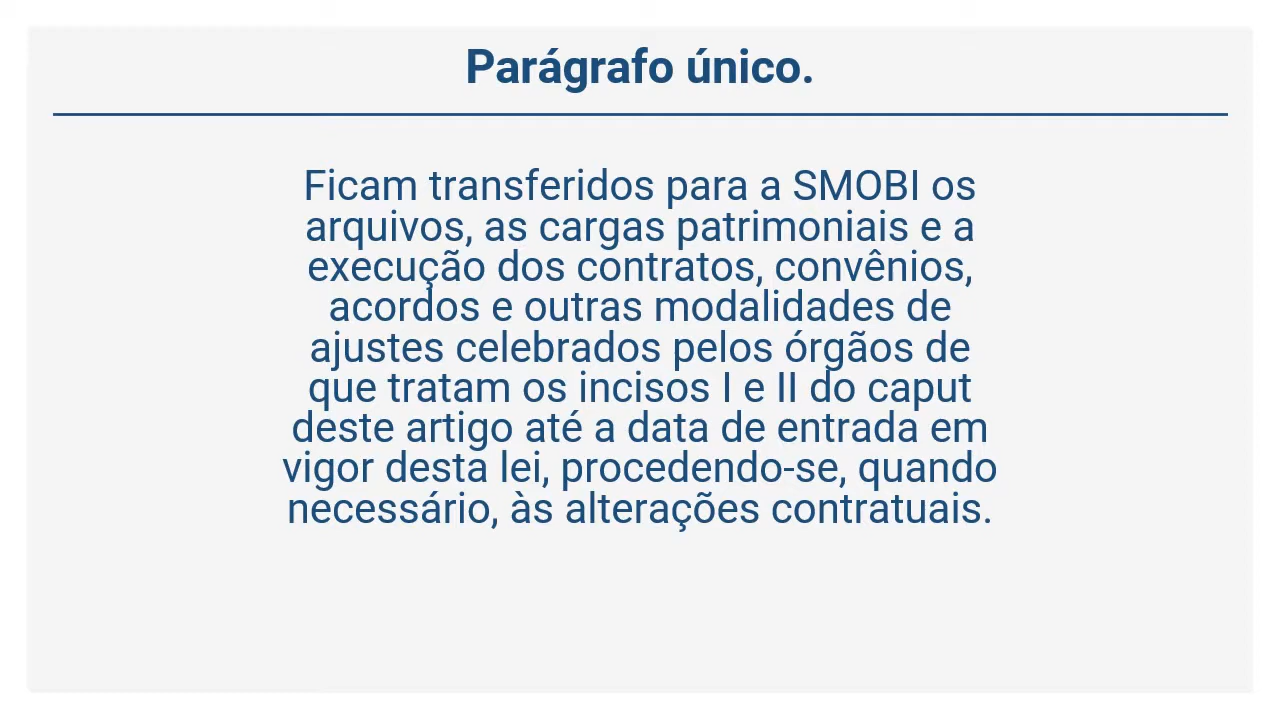 Parágrafo único.
Ficam transferidos para a SMOBI os
arquivos, as cargas patrimoniais e a
execução dos contratos, convênios,
acordos e outras modalidades de
ajustes celebrados pelos órgãos de
que tratam os incisos I e II do caput
deste artigo até a data de entrada em
vigor desta lei, procedendo-se, quando
necessário, às alterações contratuais.